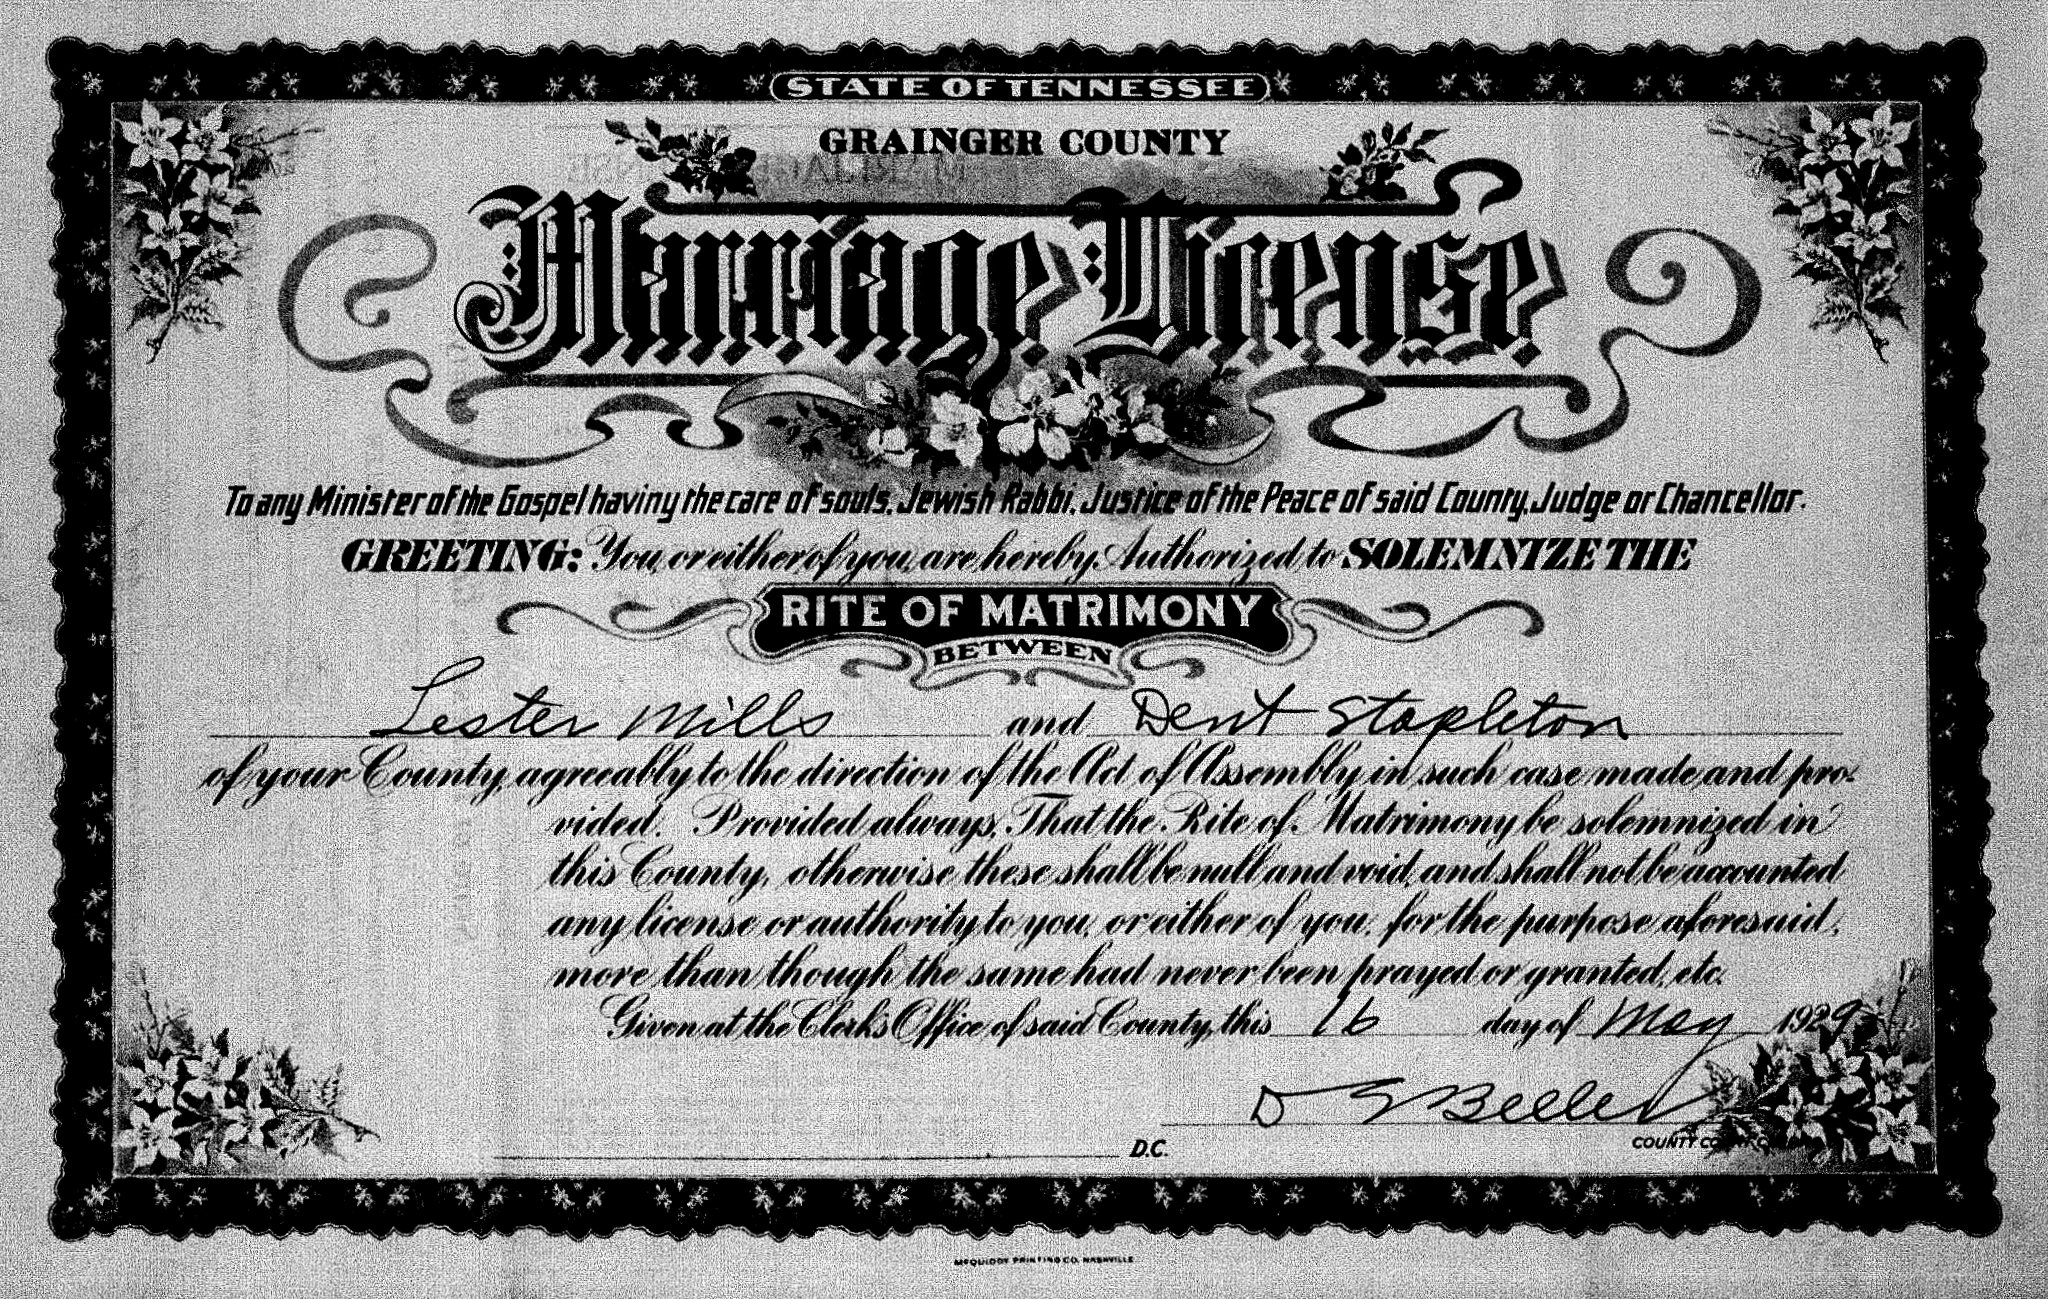 STATE OF TENNESSEE
GRAINGER COUNTY
Marriage License
To any Minister of the Gospel having the care of souls, Jewish Rabbi, Justice of the Peace of said County, Judge or Chancellor.
GREETING: You, or either of you, are hereby Authorized to SOLEMNIZE THE
RITE OF MATRIMONY
BETWEEN
Lester Mills and Dent Stapleton
of your County, agreeably to the direction of the Act of Assembly in such case made and pro-
vided. Provided always, That the Rite of Matrimony be solemnized in
this County, otherwise these shall be null and void, and shall not be accounted
any license or authority to you, or either of you, for the purpose aforesaid,
more than though the same had never been prayed or granted, etc.
Given at the Clerk's Office of said County, this 16 day of May 1929
D
D.C.
COUNTY COURT
MCQUIDDY PRINTING CO. NASHVILLE